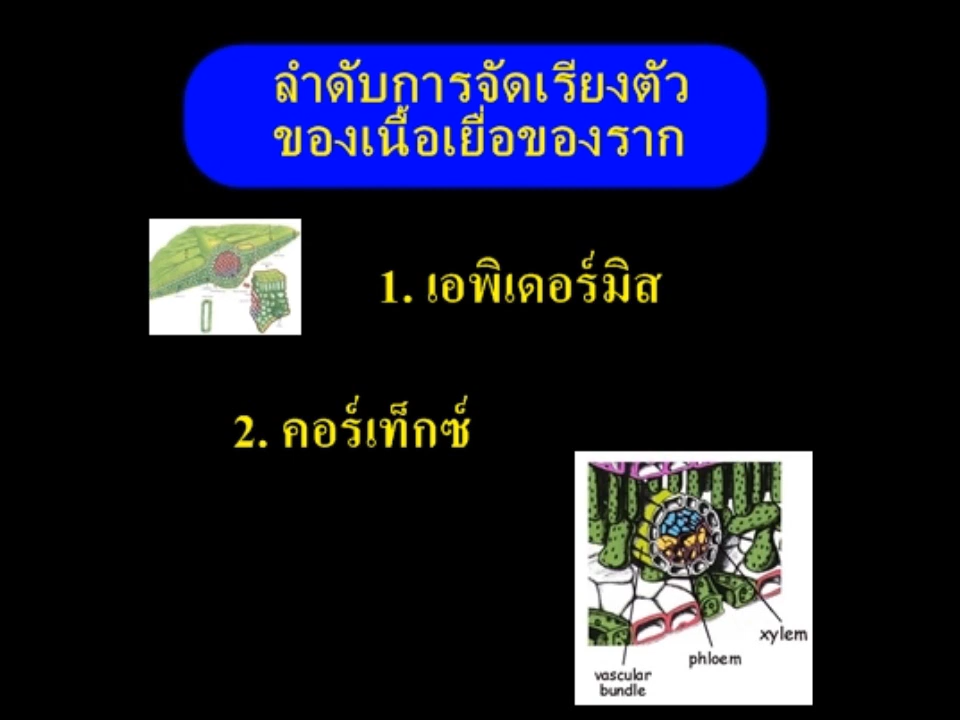 ลำดับการจัดเรียงตัว
ของเนื้อเยื่อของราก
1. เอพิเดอร์มิส
2. คอร์เท็กซ์
xylem
phloem
vascular
bundle